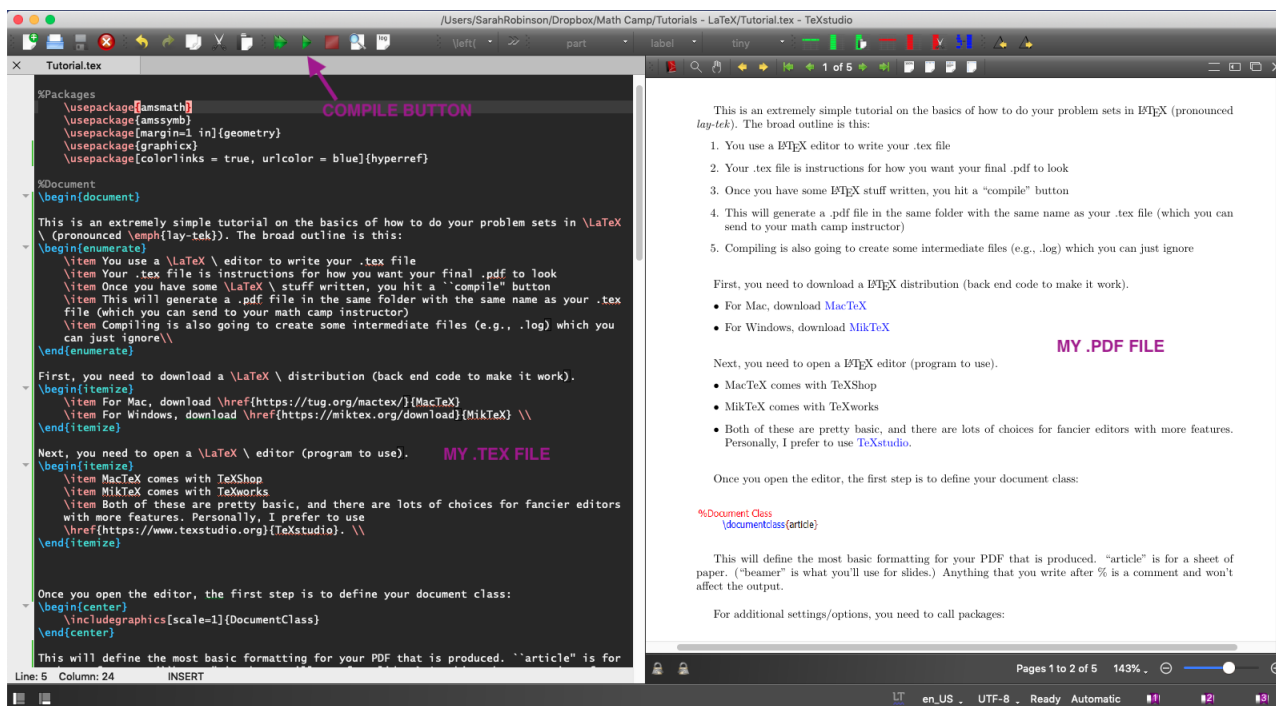 /Users/SarahRobinson/Dropbox/Math Camp/Tutorials - LaTeX/Tutorial.tex - TeXstudio
\left( part label tiny
Tutorial.tex
COMPILE BUTTON
%Packages
\usepackage{amsmath}
\usepackage{amssymb}
\usepackage[margin=1 in]{geometry}
\usepackage{graphicx}
\usepackage[colorlinks = true, urlcolor = blue]{hyperref}
%Document
\begin{document}
This is an extremely simple tutorial on the basics of how to do your problem sets in \LaTeX
\ (pronounced \emph{lay-tek}). The broad outline is this:
\begin{enumerate}
\item You use a \LaTeX \ editor to write your .tex file
\item Your .tex file is instructions for how you want your final .pdf to look
\item Once you have some \LaTeX \ stuff written, you hit a ``compile" button
\item This will generate a .pdf file in the same folder with the same name as your .tex
file (which you can send to your math camp instructor)
\item Compiling is also going to create some intermediate files (e.g., .log) which you
can just ignore\\
\end{enumerate}
First, you need to download a \LaTeX \ distribution (back end code to make it work).
\begin{itemize}
\item For Mac, download \href{https://tug.org/mactex/}{MacTeX}
\item For Windows, download \href{https://miktex.org/download}{MikTeX} \\
\end{itemize}
Next, you need to open a \LaTeX \ editor (program to use).
MY .TEX FILE
\begin{itemize}
\item MacTeX comes with TeXShop
\item MikTeX comes with TeXworks
\item Both of these are pretty basic, and there are lots of choices for fancier editors
with more features. Personally, I prefer to use
\href{https://www.texstudio.org}{TeXstudio}. \\
\end{itemize}
Once you open the editor, the first step is to define your document class:
\begin{center}
\includegraphics[scale=1]{DocumentClass}
\end{center}
This will define the most basic formatting for your PDF that is produced. ``article" is for
Line: 5 Column: 24 INSERT
1 of 5
This is an extremely simple tutorial on the basics of how to do your problem sets in LaTeX (pronounced
lay-tek). The broad outline is this:
1. You use a LaTeX editor to write your .tex file
2. Your .tex file is instructions for how you want your final .pdf to look
3. Once you have some LaTeX stuff written, you hit a “compile” button
4. This will generate a .pdf file in the same folder with the same name as your .tex file (which you can
send to your math camp instructor)
5. Compiling is also going to create some intermediate files (e.g., .log) which you can just ignore
First, you need to download a LaTeX distribution (back end code to make it work).
• For Mac, download MacTeX
• For Windows, download MikTeX
MY .PDF FILE
Next, you need to open a LaTeX editor (program to use).
• MacTeX comes with TeXShop
• MikTeX comes with TeXworks
• Both of these are pretty basic, and there are lots of choices for fancier editors with more features.
Personally, I prefer to use TeXstudio.
Once you open the editor, the first step is to define your document class:
%Document Class
\documentclass{article}
This will define the most basic formatting for your PDF that is produced. “article” is for a sheet of
paper. (“beamer” is what you’ll use for slides.) Anything that you write after % is a comment and won’t
affect the output.
For additional settings/options, you need to call packages:
Pages 1 to 2 of 5 143%
LT en_US UTF-8 Ready Automatic 1 2 3